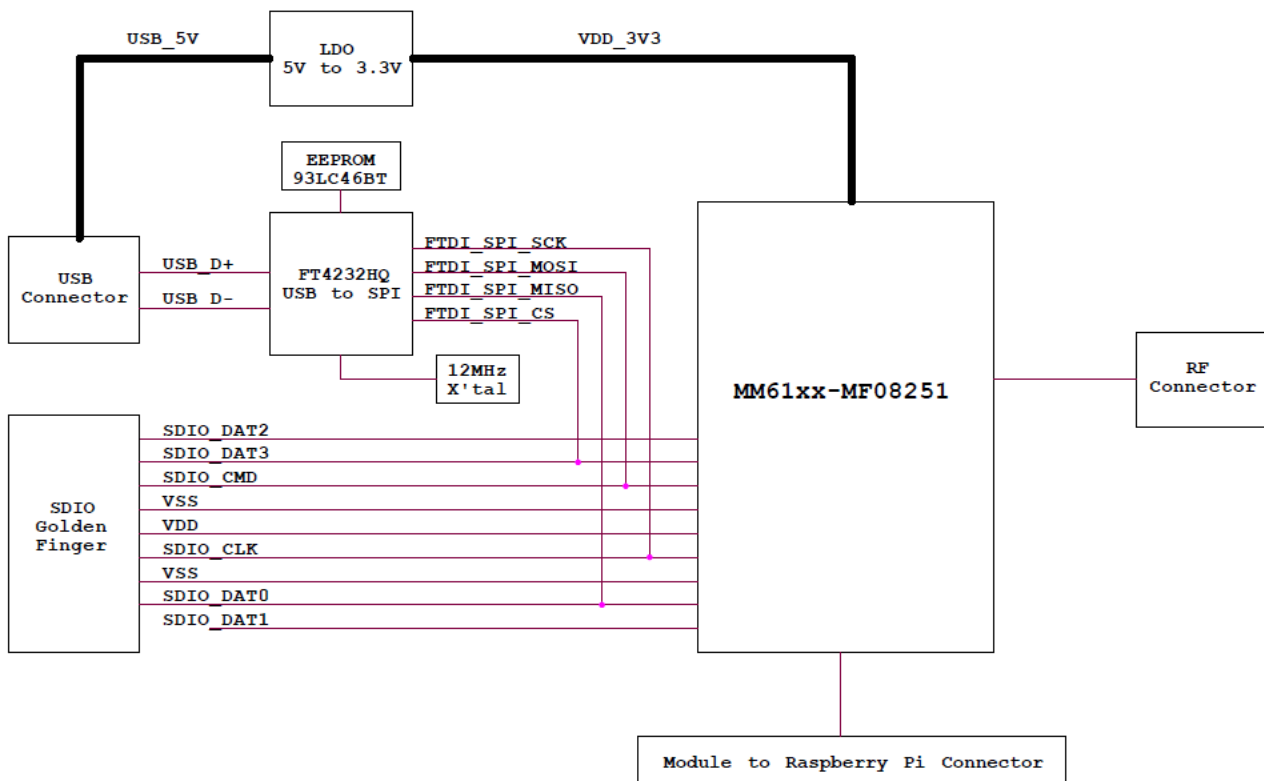 USB_5V
LDO
5V to 3.3V
VDD_3V3
EEPROM
93LC46BT
USB
Connector
USB_D+
USB D-
FT4232HQ
USB to SPI
FTDI_SPI_SCK
FTDI_SPI_MOSI
FTDI_SPI_MISO
FTDI_SPI_CS
12MHz
X'tal
MM61xx-MF08251
RF
Connector
SDIO
Golden
Finger
SDIO_DAT2
SDIO_DAT3
SDIO_CMD
VSS
VDD
SDIO_CLK
VSS
SDIO_DAT0
SDIO_DAT1
Module to Raspberry Pi Connector